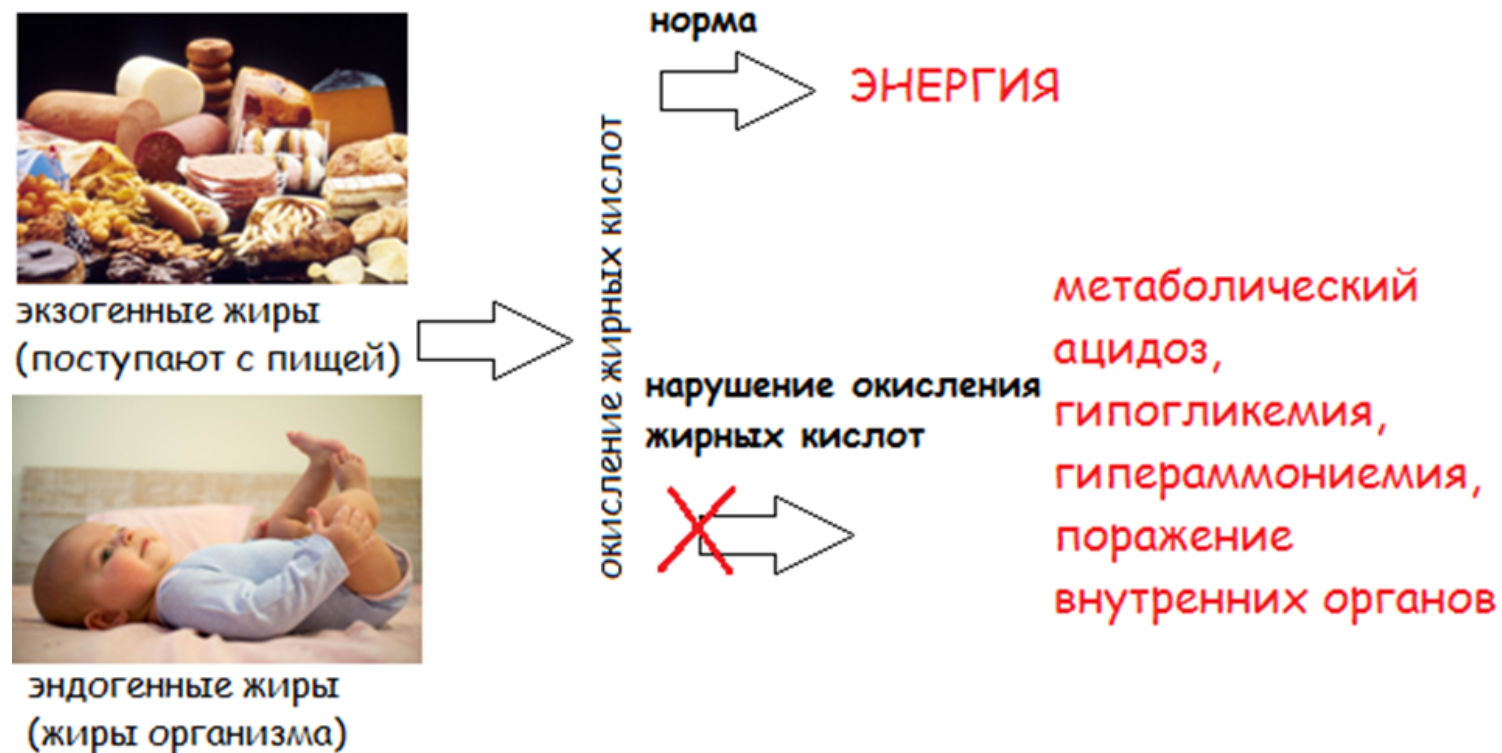 норма
ЭНЕРГИЯ
экзогенные жиры
(поступают с пищей)
эндогенные жиры
(жиры организма)
окисление жирных кислот
нарушение окисления
жирных кислот
метаболический
ацидоз,
гипогликемия,
гипераммониемия,
поражение
внутренних органов